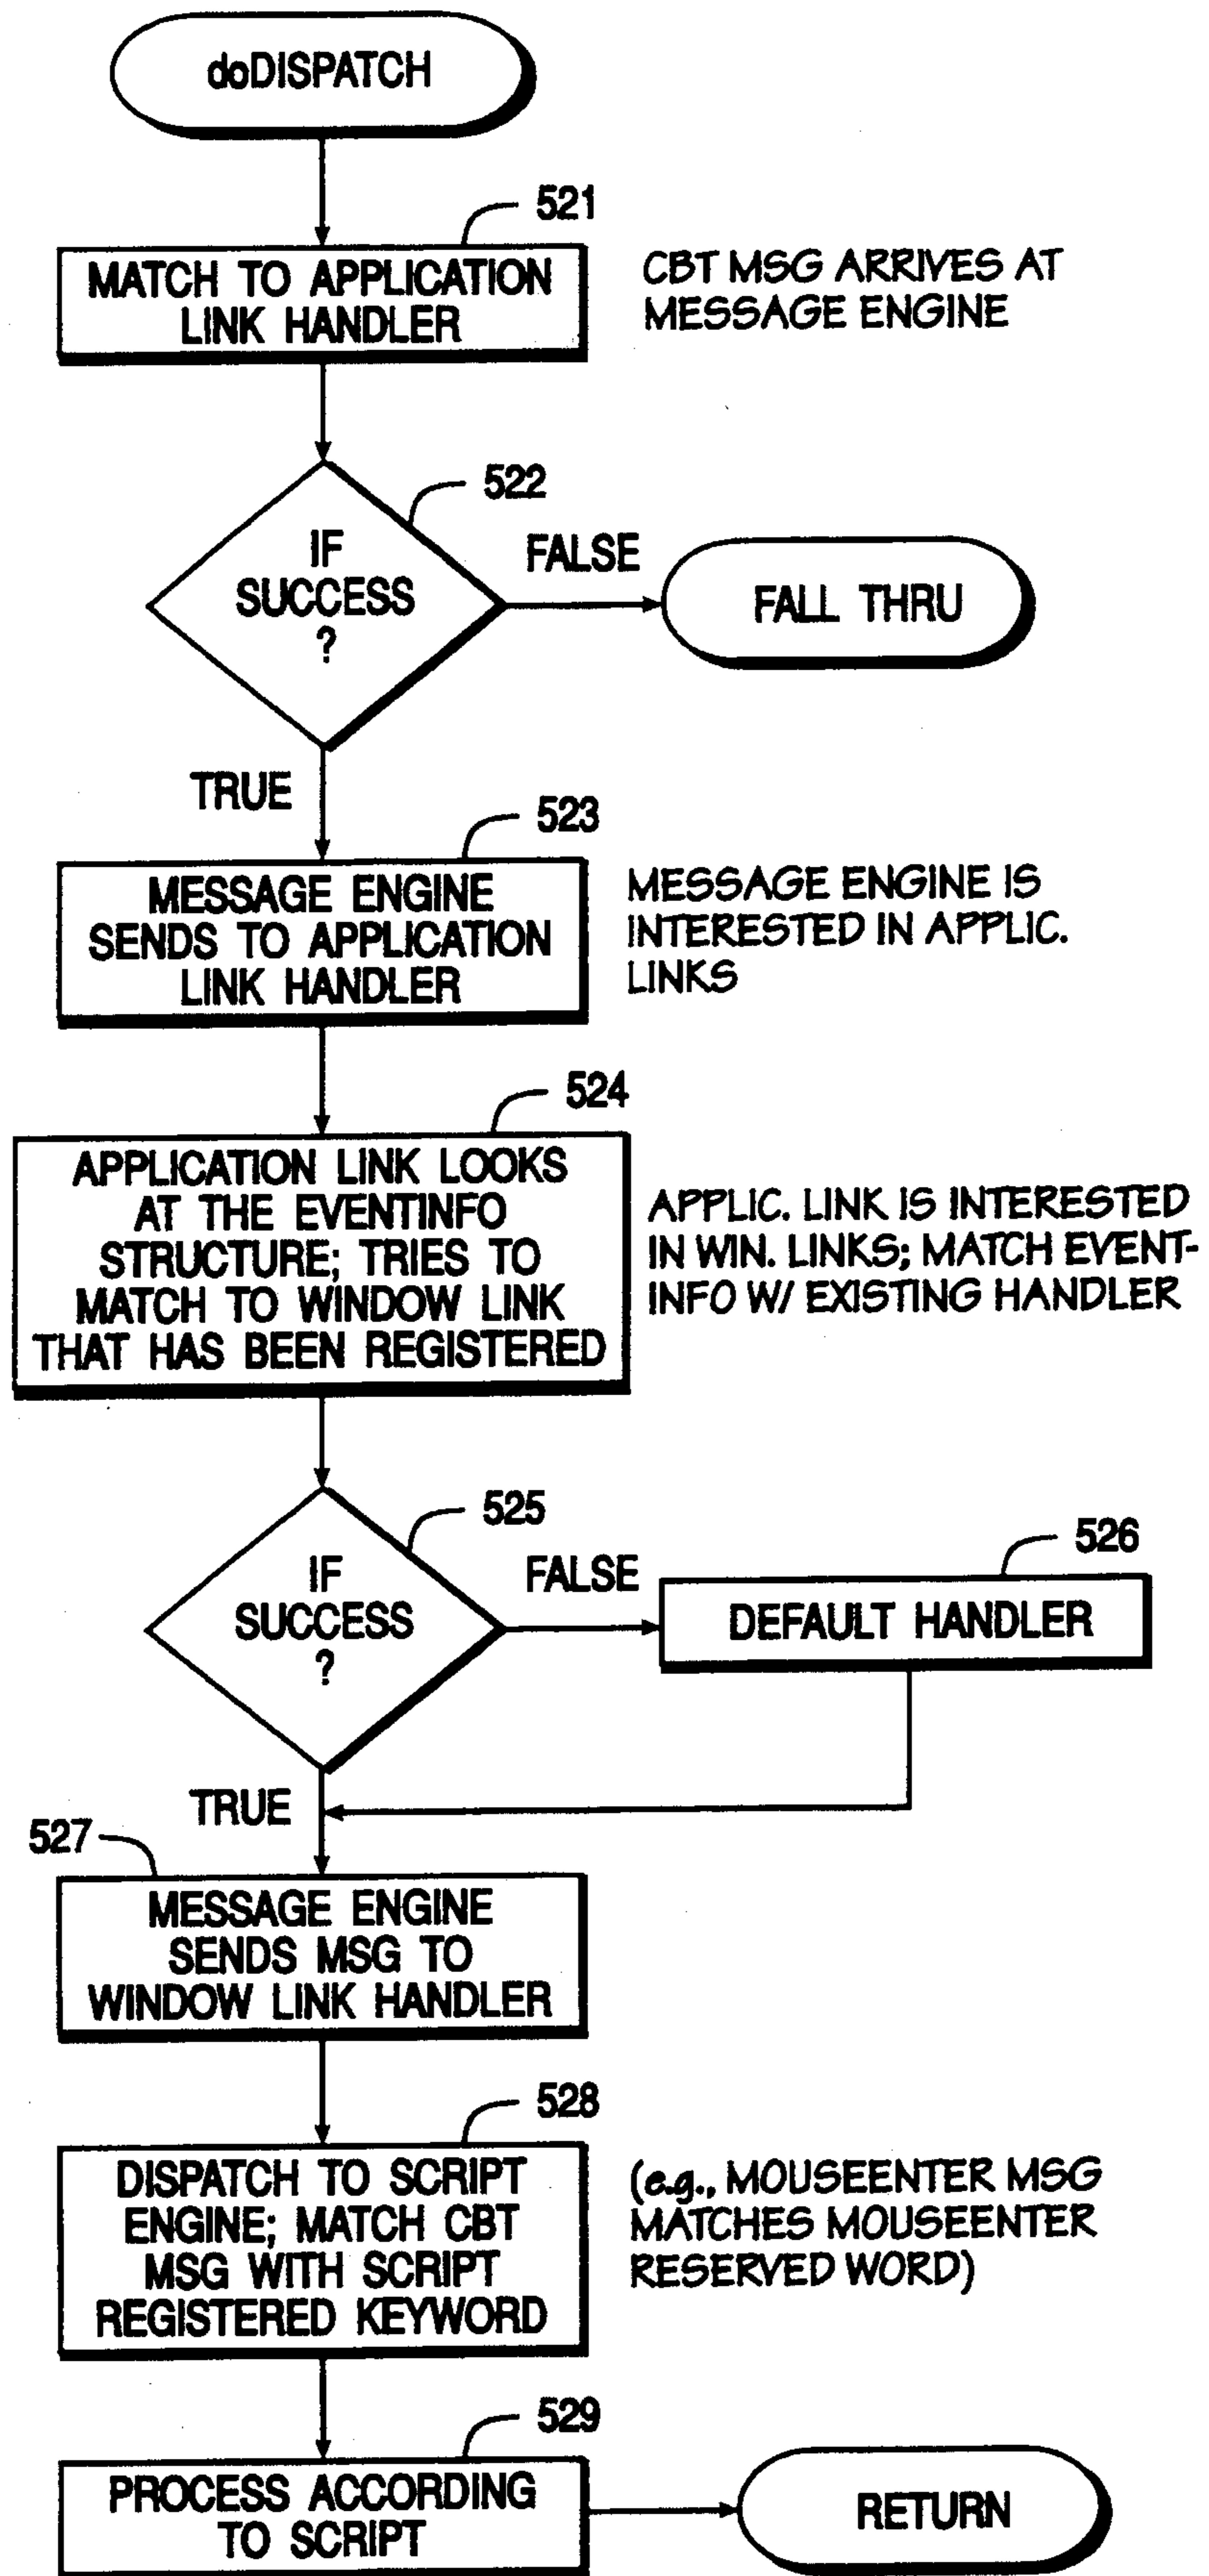 doDISPATCH
521
MATCH TO APPLICATION
LINK HANDLER
CBT MSG ARRIVES AT
MESSAGE ENGINE
522
IF
SUCCESS
?
FALSE
FALL THRU
TRUE
523
MESSAGE ENGINE
SENDS TO APPLICATION
LINK HANDLER
MESSAGE ENGINE IS
INTERESTED IN APPLIC.
LINKS
524
APPLICATION LINK LOOKS
AT THE EVENTINFO
STRUCTURE; TRIES TO
MATCH TO WINDOW LINK
THAT HAS BEEN REGISTERED
APPLIC. LINK IS INTERESTED
IN WIN. LINKS; MATCH EVENT-
INFO W/ EXISTING HANDLER
525
IF
SUCCESS
?
FALSE
526
DEFAULT HANDLER
TRUE
527
MESSAGE ENGINE
SENDS MSG TO
WINDOW LINK HANDLER
528
DISPATCH TO SCRIPT
ENGINE; MATCH CBT
MSG WITH SCRIPT
REGISTERED KEYWORD
(e.g., MOUSEENTER MSG
MATCHES MOUSEENTER
RESERVED WORD)
529
PROCESS ACCORDING
TO SCRIPT
RETURN